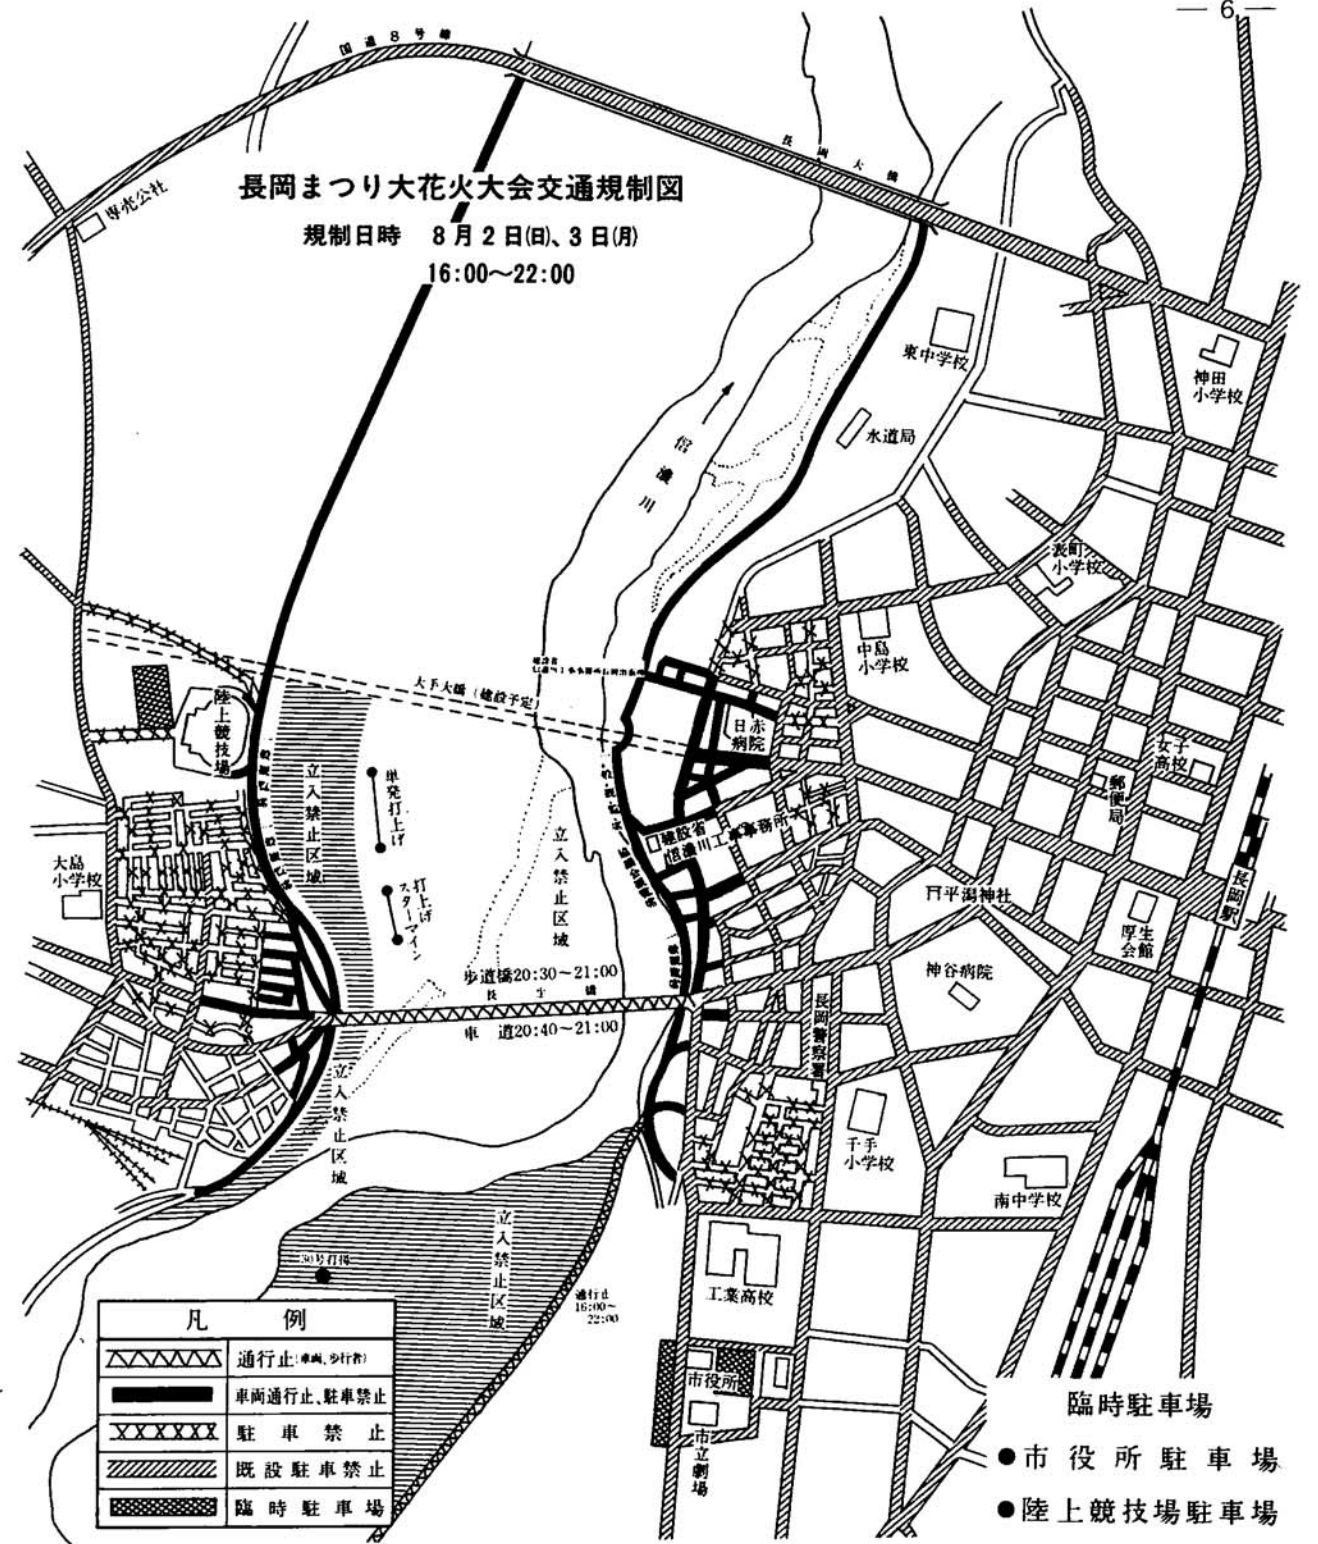 — 6 —
国道8号線
長岡大橋
専売公社
長岡まつり大花火大会交通規制図
規制日時 8月2日(日)、3日(月)
16:00〜22:00
東中学校
神田
小学校
水道局
信濃川
表町
小学校
中島
小学校
大手大橋(建設予定)
陸上競技場
日赤
病院
女子
高校
郵便局
立入禁止区域
単発打上げ
建設省
信濃川工事事務所
立入禁止区域
大島
小学校
打上げ
スターマイン
平潟神社
長岡駅
厚生
会館
神谷病院
歩道橋20:30〜21:00
長生橋
車 道20:40〜21:00
長岡警察署
立入禁止区域
千手
小学校
南中学校
立入禁止区域
30号打揚
通行止
16:00〜
22:00
工業高校
市役所
市立劇場
凡 例
通行止(車両、歩行者)
車両通行止、駐車禁止
駐 車 禁 止
既設駐車禁止
臨時駐車場
臨時駐車場
●市役所駐車場
●陸上競技場駐車場